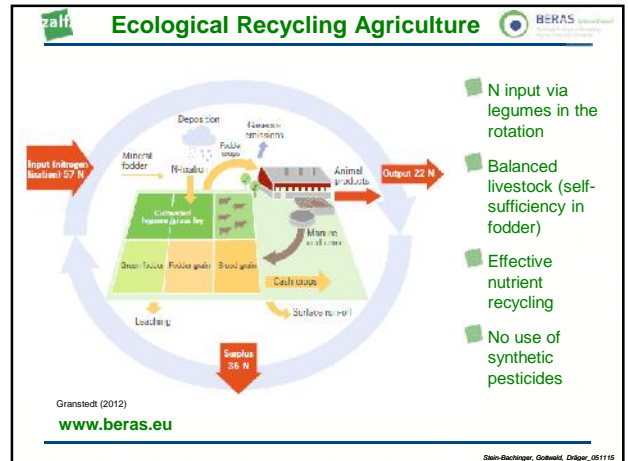 zalf
Ecological Recycling Agriculture
BERAS
Deposition
Gaseous
emissions
Fodder
crops
Input (nitrogen
fixation) 57 N
Mineral
fodder
N-fixation
Animal
products
Output 22 N
Cultivated
legume/grass ley
Manure
and urine
Green fodder
Fodder grain
Bread grain
Cash crops
Leaching
Surface run-off
Surplus
36 N
N input via
legumes in the
rotation
Balanced
livestock (self-
sufficiency in
fodder)
Effective
nutrient
recycling
No use of
synthetic
pesticides
Granstedt (2012)
www.beras.eu
Stein-Bachinger, Gottwald, Dräger_051115